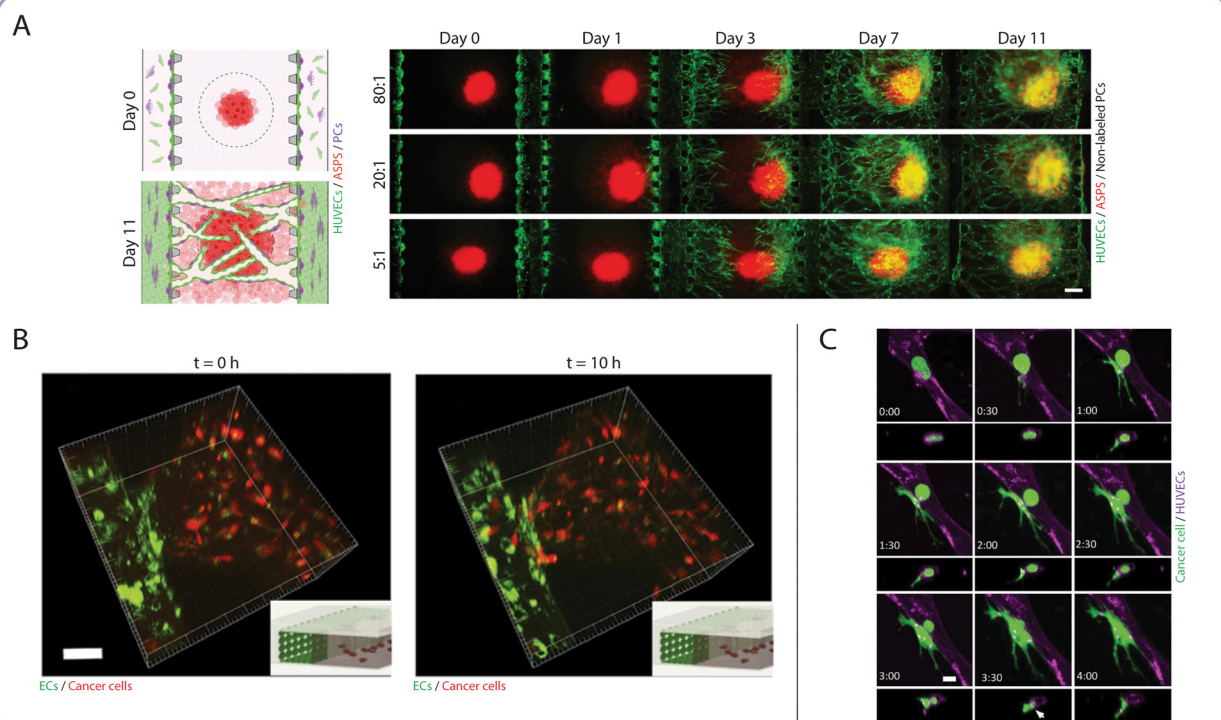 A
Day 0
Day 11
HUVECs / ASPS / PCs
Day 0 Day 1 Day 3 Day 7 Day 11
80:1
20:1
5:1
HUVECs / ASPS / Non-labeled PCs
B
t = 0 h
t = 10 h
ECs / Cancer cells
ECs / Cancer cells
C
0:00 0:30 1:00
1:30 2:00 2:30
3:00 3:30 4:00
Cancer cell / HUVECs